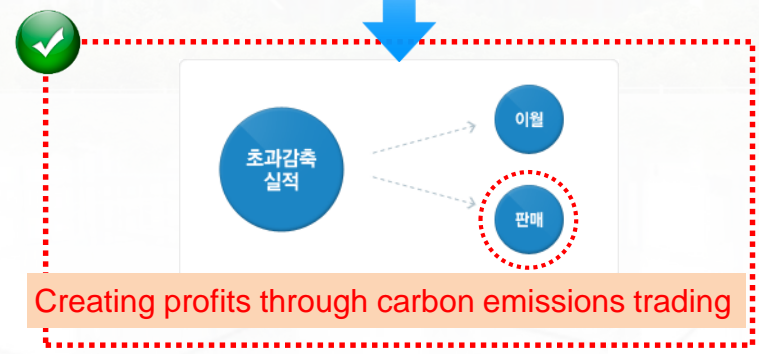 초과감축
실적
이월
판매
Creating profits through carbon emissions trading